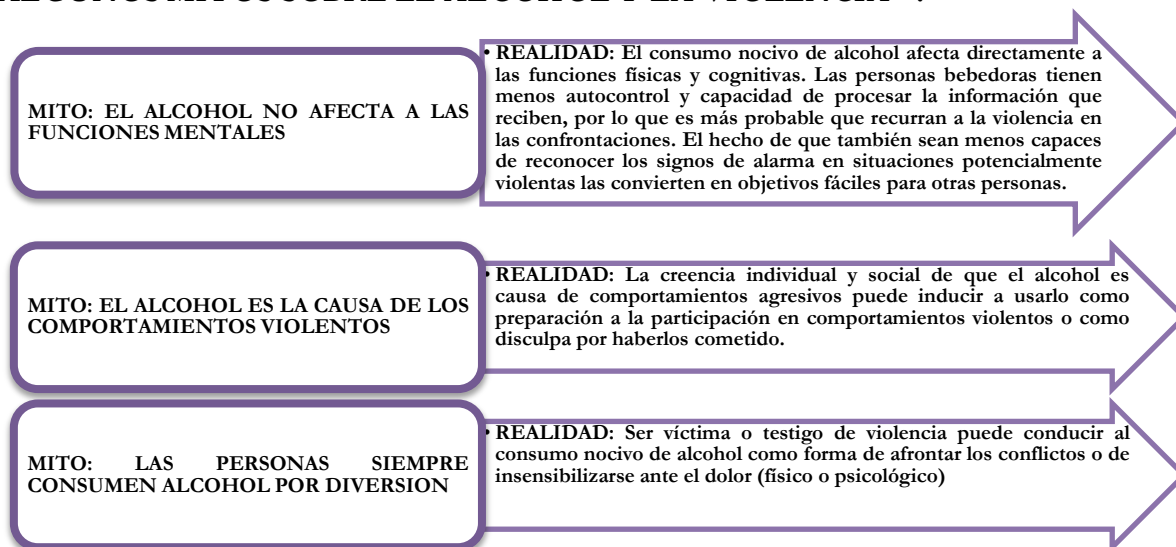 MITO: EL ALCOHOL NO AFECTA A LAS
FUNCIONES MENTALES
• REALIDAD: El consumo nocivo de alcohol afecta directamente a
las funciones físicas y cognitivas. Las personas bebedoras tienen
menos autocontrol y capacidad de procesar la información que
reciben, por lo que es más probable que recurran a la violencia en
las confrontaciones. El hecho de que también sean menos capaces
de reconocer los signos de alarma en situaciones potencialmente
violentas las convierten en objetivos fáciles para otras personas.
MITO: EL ALCOHOL ES LA CAUSA DE LOS
COMPORTAMIENTOS VIOLENTOS
• REALIDAD: La creencia individual y social de que el alcohol es
causa de comportamientos agresivos puede inducir a usarlo como
preparación a la participación en comportamientos violentos o como
disculpa por haberlos cometido.
MITO: LAS PERSONAS SIEMPRE
CONSUMEN ALCOHOL POR DIVERSION
• REALIDAD: Ser víctima o testigo de violencia puede conducir al
consumo nocivo de alcohol como forma de afrontar los conflictos o de
insensibilizarse ante el dolor (físico o psicológico)